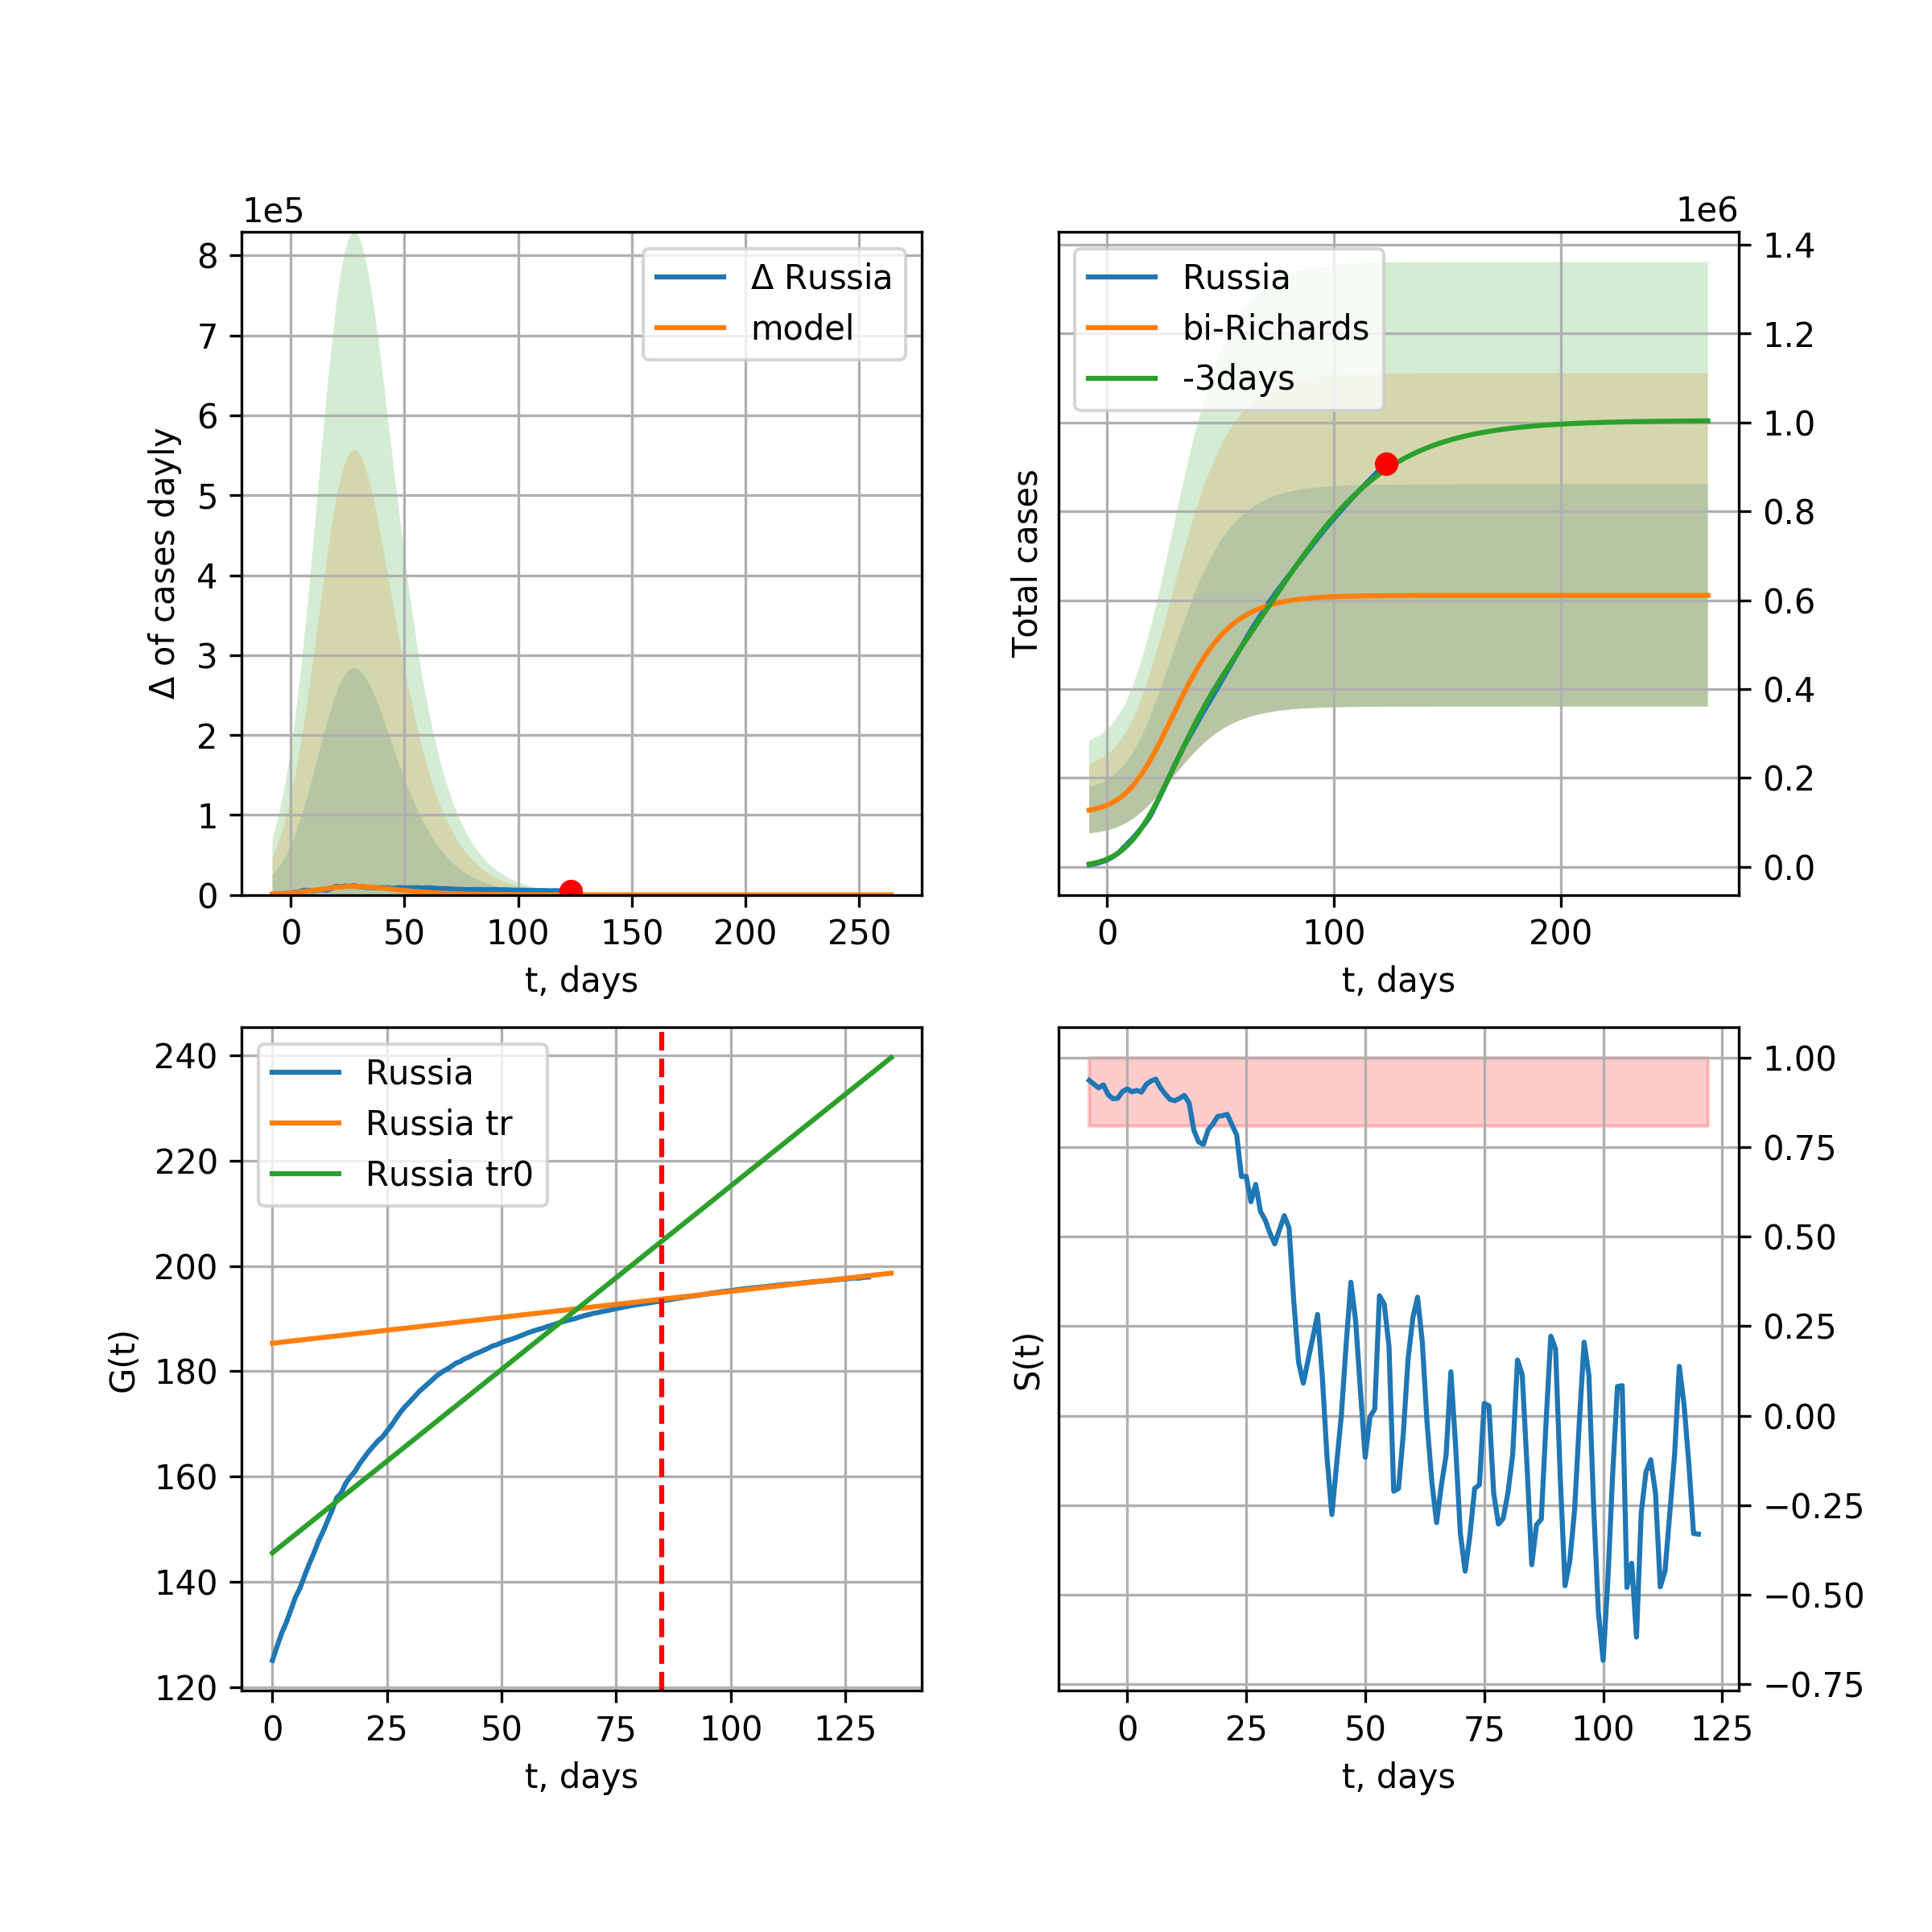 1e5
8
7
6
5
4
3
2
1
0
Δ of cases dayly
Δ Russia
model
0 50 100 150 200 250
t, days
1e6
Russia
bi-Richards
-3days
Total cases
1.4
1.2
1.0
0.8
0.6
0.4
0.2
0.0
0 100 200
t, days
240
220
200
180
160
140
120
G(t)
Russia
Russia tr
Russia tr0
0 25 50 75 100 125
t, days
S(t)
1.00
0.75
0.50
0.25
0.00
−0.25
−0.50
−0.75
0 25 50 75 100 125
t, days